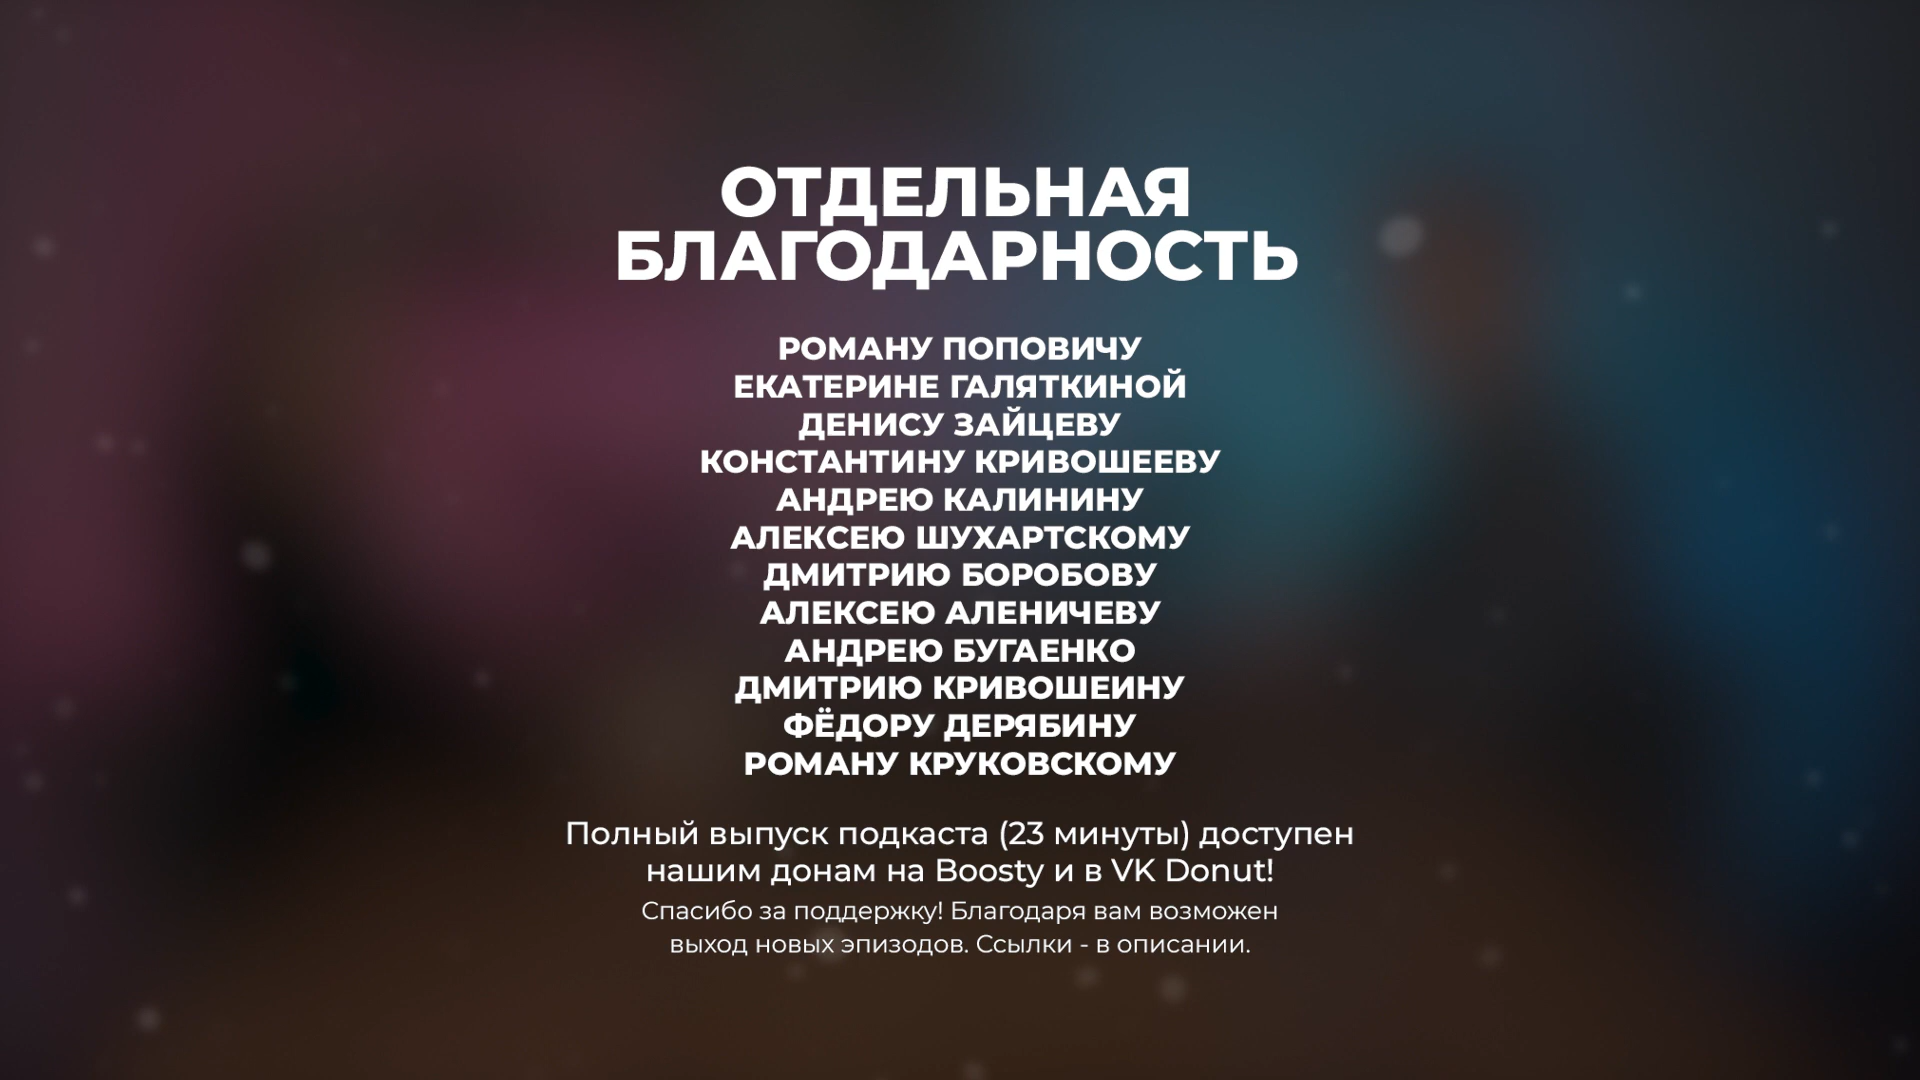 ОТДЕЛЬНАЯ
БЛАГОДАРНОСТЬ
РОМАНУ ПОПОВИЧУ
ЕКАТЕРИНЕ ГАЛЯТКИНОЙ
ДЕНИСУ ЗАЙЦЕВУ
КОНСТАНТИНУ КРИВОШЕЕВУ
АНДРЕЮ КАЛИНИНУ
АЛЕКСЕЮ ШУХАРТСКОМУ
ДМИТРИЮ БОРОБОВУ
АЛЕКСЕЮ АЛЕНИЧЕВУ
АНДРЕЮ БУГАЕНКО
ДМИТРИЮ КРИВОШЕИНУ
ФЁДОРУ ДЕРЯБИНУ
РОМАНУ КРУКОВСКОМУ
Полный выпуск подкаста (23 минуты) доступен
нашим донам на Boosty и в VK Donut!
Спасибо за поддержку! Благодаря вам возможен
выход новых эпизодов. Ссылки - в описании.